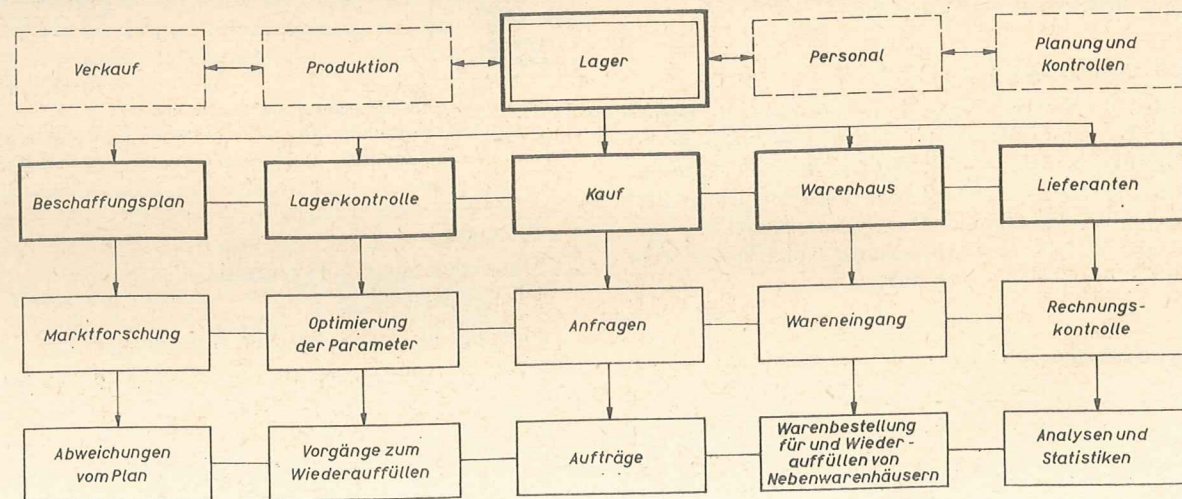 Verkauf
Produktion
Lager
Personal
Planung und
Kontrollen
Beschaffungsplan
Lagerkontrolle
Kauf
Warenhaus
Lieferanten
Marktforschung
Optimierung
der Parameter
Anfragen
Wareneingang
Rechnungs-
kontrolle
Abweichungen
vom Plan
Vorgänge zum
Wiederauffüllen
Aufträge
Warenbestellung
für und Wieder-
auffüllen von
Nebenwarenhäusern
Analysen und
Statistiken